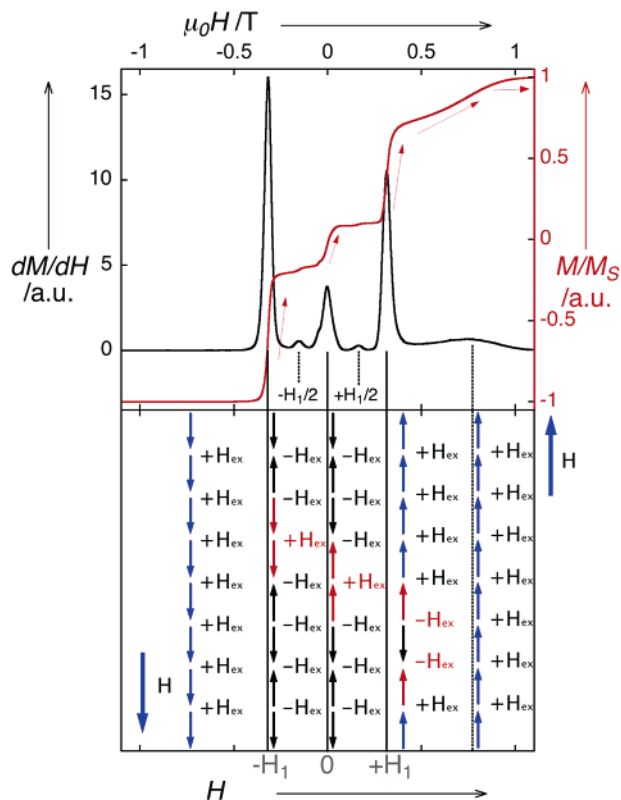 μ₀H /T
-1 -0.5 0 0.5 1
15
10
5
0
dM/dH
/a.u.
1
0.5
0
-0.5
-1
M/M_S
/a.u.
-H₁/2 +H₁/2
+Hₑₓ -Hₑₓ -Hₑₓ +Hₑₓ +Hₑₓ
+Hₑₓ -Hₑₓ -Hₑₓ +Hₑₓ +Hₑₓ
+Hₑₓ +Hₑₓ -Hₑₓ +Hₑₓ +Hₑₓ
+Hₑₓ -Hₑₓ +Hₑₓ +Hₑₓ +Hₑₓ
+Hₑₓ -Hₑₓ -Hₑₓ -Hₑₓ +Hₑₓ
+Hₑₓ -Hₑₓ -Hₑₓ -Hₑₓ +Hₑₓ
+Hₑₓ -Hₑₓ -Hₑₓ +Hₑₓ +Hₑₓ
H
H
-H₁ 0 +H₁
H